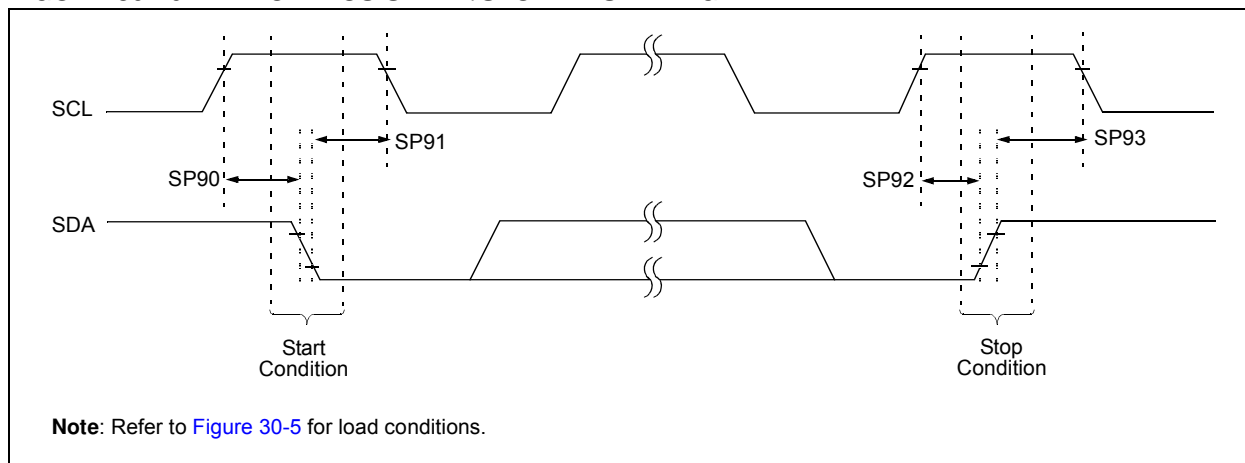 SCL
SP91
SP93
SP90
SP92
SDA
Start
Condition
Stop
Condition
Note: Refer to Figure 30-5 for load conditions.